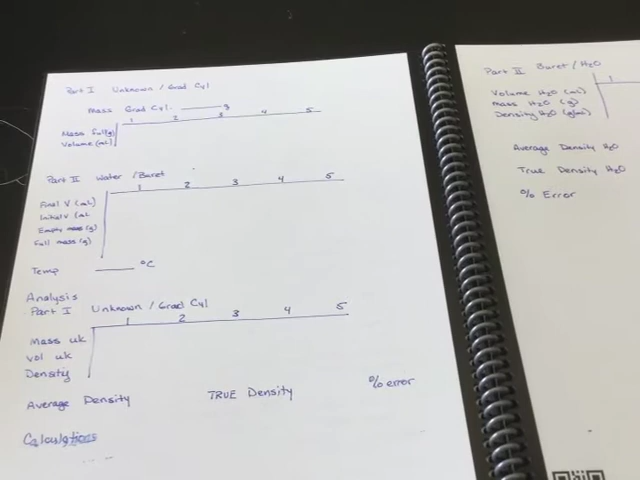 Part I Unknown / Grad Cyl
Mass Grad Cyl. _____ g
1 2 3 4 5
Mass full (g)
Volume (mL)
Part II Water / Buret
1 2 3 4 5
Final V (mL)
Initial V (mL
Empty mass (g)
Full mass (g)
Temp _____ °C
Analysis
Part I Unknown / Grad Cyl
1 2 3 4 5
Mass uk
Vol uk
Density
Average Density TRUE Density % error
Calculations
Part II Buret / H2O
1
Volume H2O (ml)
Mass H2O (g)
Density H2O (g/ml)
Average Density H2O
True Density H2O
% Error